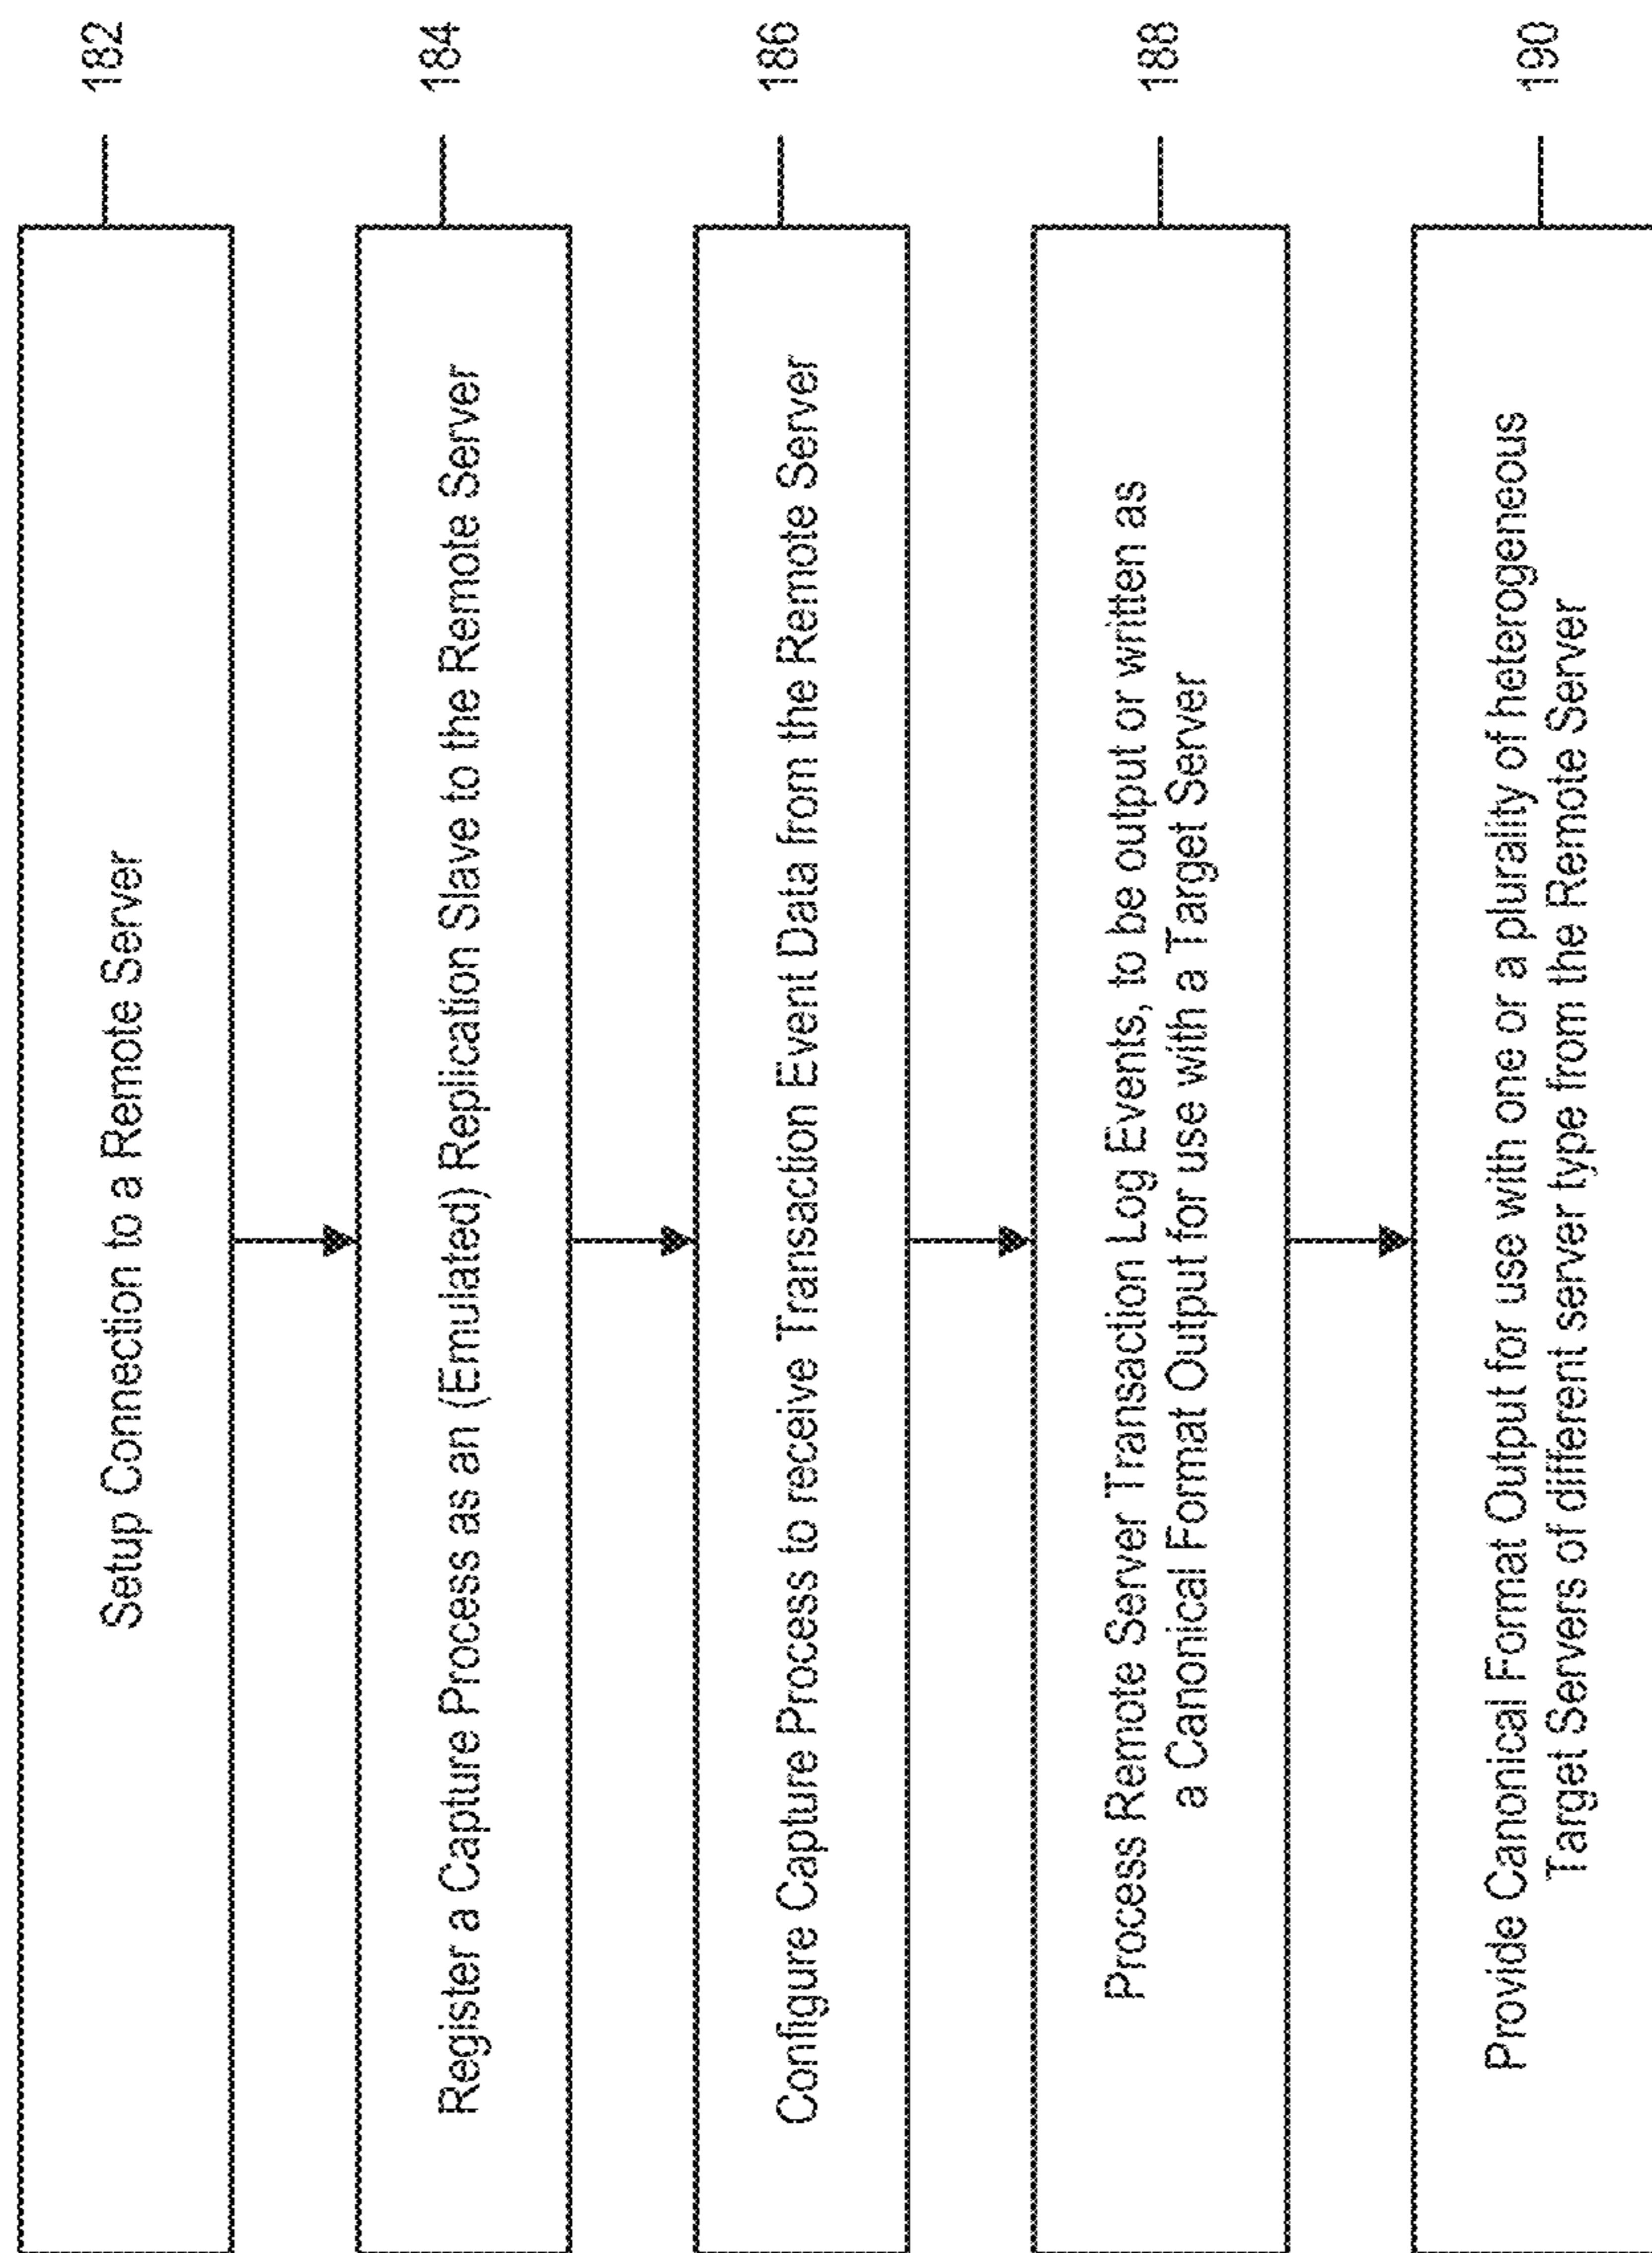 Setup Connection to a Remote Server
182
Register a Capture Process as an (Emulated) Replication Slave to the Remote Server
184
Configure Capture Process to receive Transaction Event Data from the Remote Server
186
Process Remote Server Transaction Log Events, to be output or written as
a Canonical Format Output for use with a Target Server
188
Provide Canonical Format Output for use with one or a plurality of heterogeneous
Target Servers of different server type from the Remote Server
190